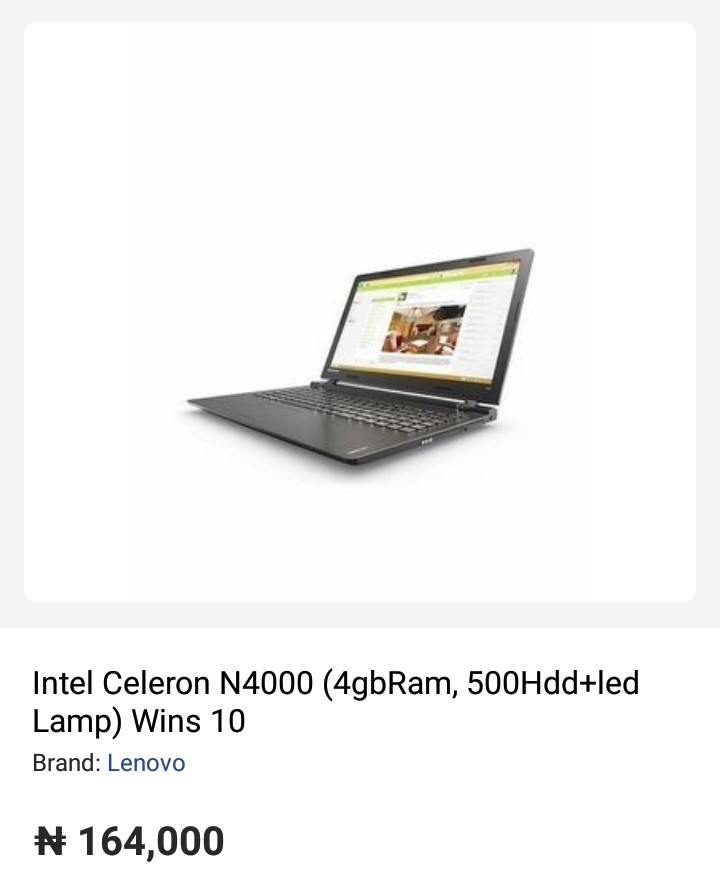 Intel Celeron N4000 (4gbRam, 500Hdd+led
Lamp) Wins 10
Brand: Lenovo
₦ 164,000